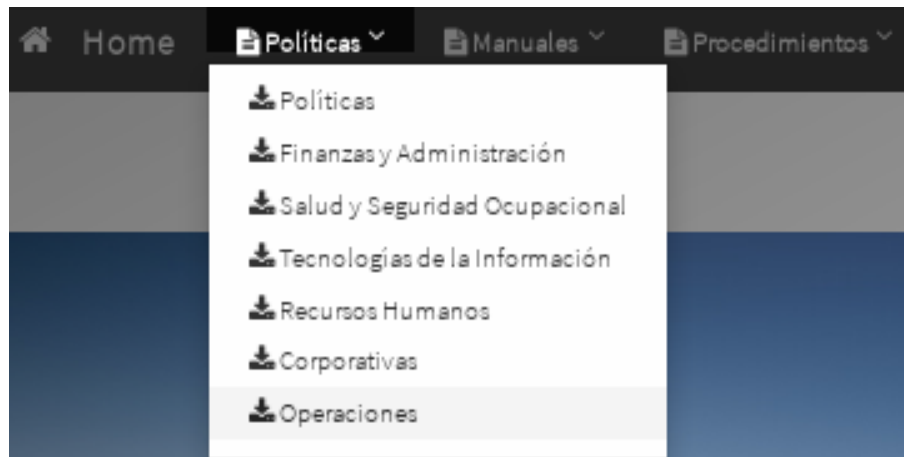 Home Políticas Manuales Procedimientos
Políticas
Finanzas y Administración
Salud y Seguridad Ocupacional
Tecnologías de la Información
Recursos Humanos
Corporativas
Operaciones